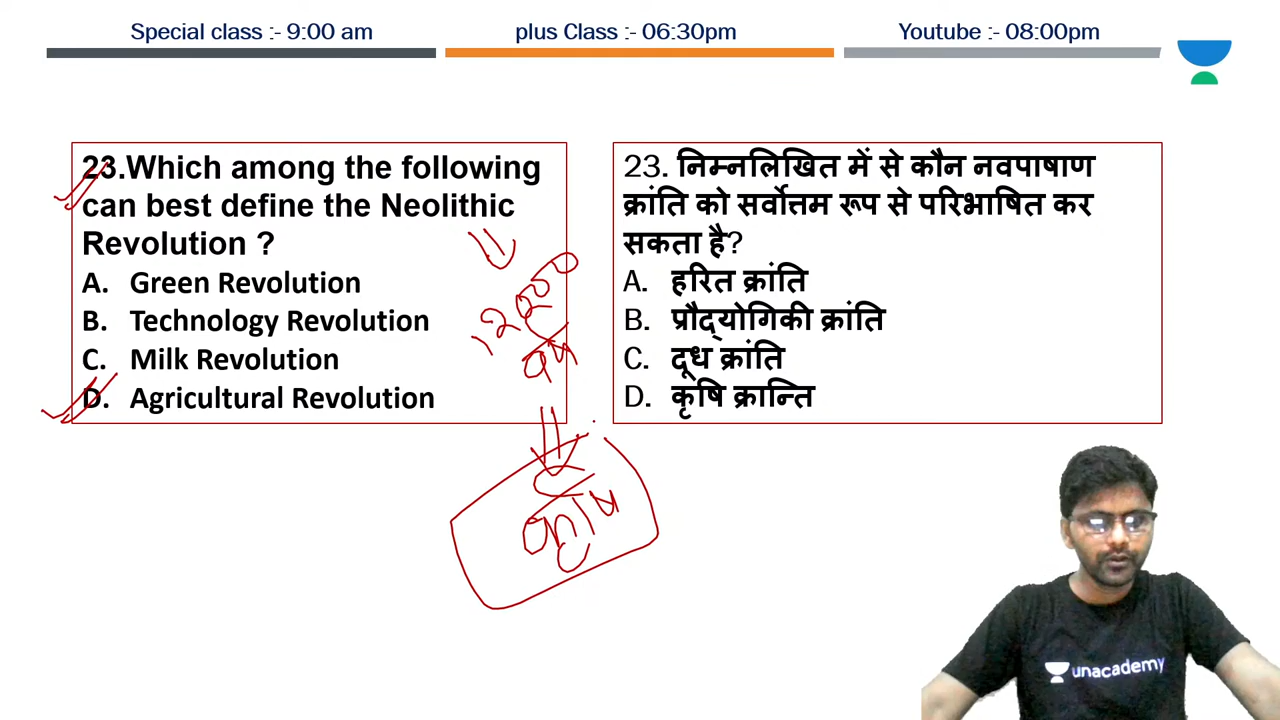 Special class :- 9:00 am
plus Class :- 06:30pm
Youtube :- 08:00pm
23.Which among the following
can best define the Neolithic
Revolution ?
A. Green Revolution
B. Technology Revolution
C. Milk Revolution
D. Agricultural Revolution
23. निम्नलिखित में से कौन नवपाषाण
क्रांति को सर्वोत्तम रूप से परिभाषित कर
सकता है?
A. हरित क्रांति
B. प्रौद्योगिकी क्रांति
C. दूध क्रांति
D. कृषि क्रान्ति
12000
वर्ष
कृषि
unacademy